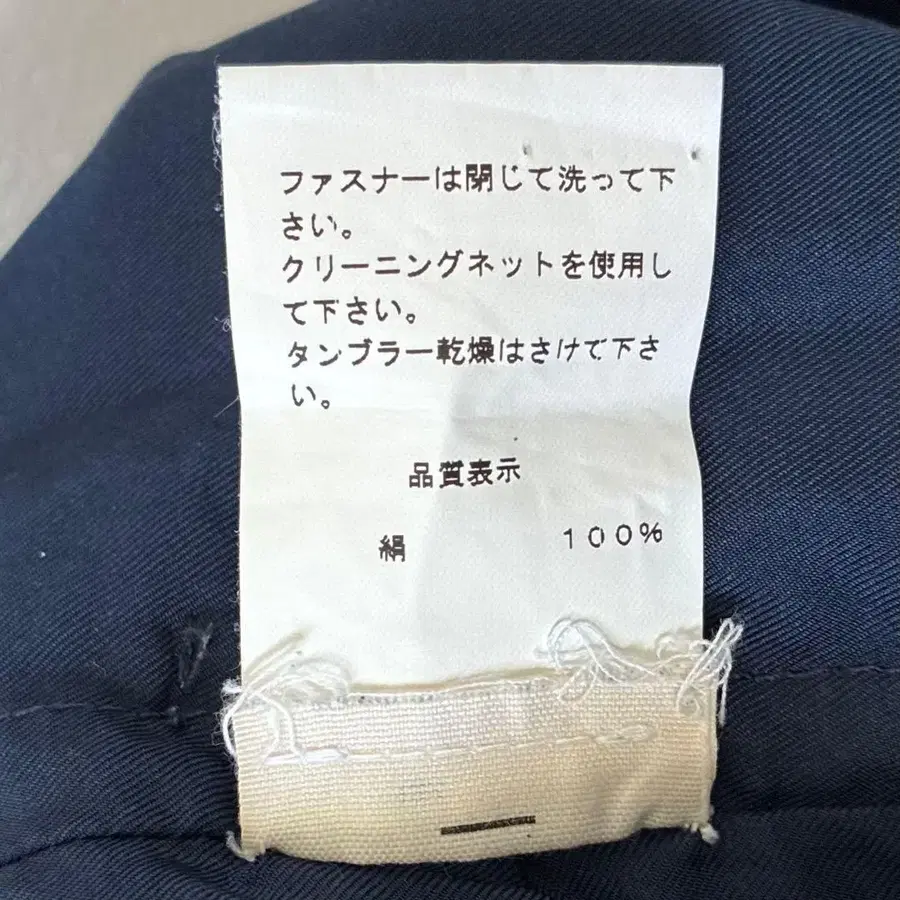 ファスナーは閉じて洗って下
さい。
クリーニングネットを使用し
て下さい。
タンブラー乾燥はさけて下さ
い。
品質表示
絹 100%